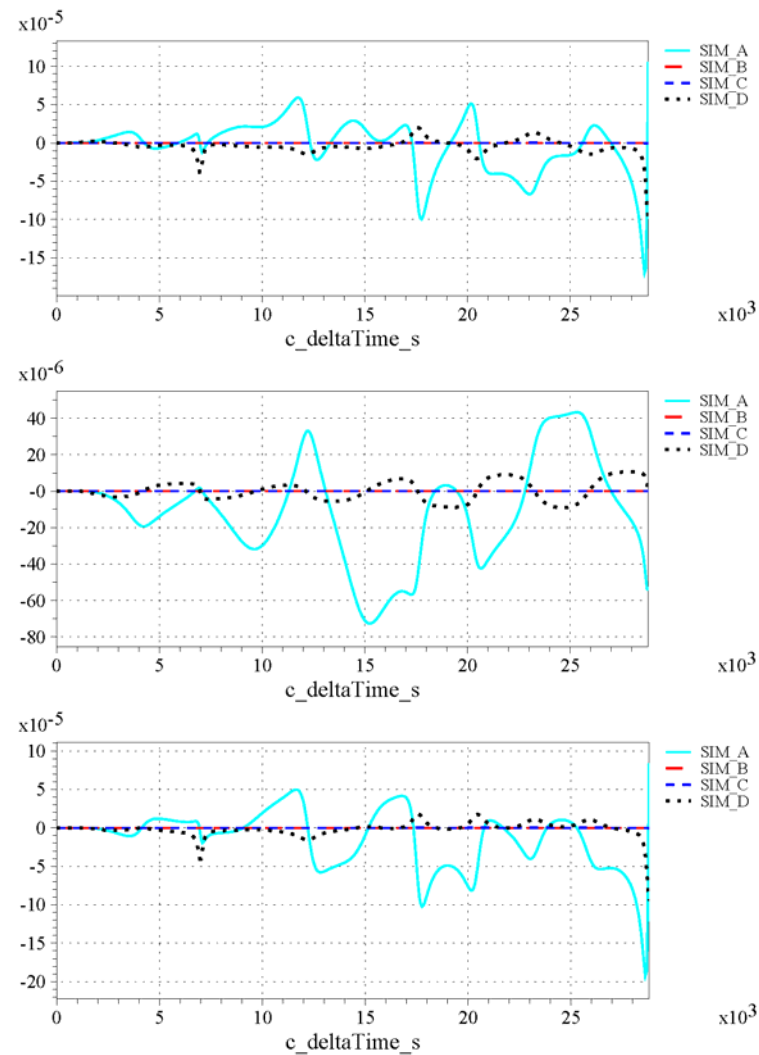 x10-5
SIM_A
SIM_B
SIM_C
SIM_D
10
5
0
-5
-10
-15
0 5 10 15 20 25 x103
c_deltaTime_s
x10-6
SIM_A
SIM_B
SIM_C
SIM_D
40
20
-0
-20
-40
-60
-80
0 5 10 15 20 25 x103
c_deltaTime_s
x10-5
SIM_A
SIM_B
SIM_C
SIM_D
10
5
0
-5
-10
-15
-20
0 5 10 15 20 25 x103
c_deltaTime_s